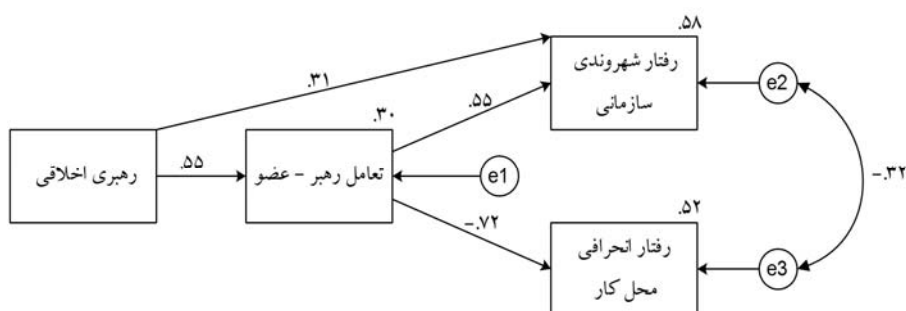 .۵۸
رفتار شهروندی
سازمانی
e2
.۳۱
.۵۵
.۳۰
رهبری اخلاقی
.۵۵
تعامل رهبر - عضو
e1
-.۳۲
-.۷۲
.۵۲
رفتار انحرافی
محل کار
e3